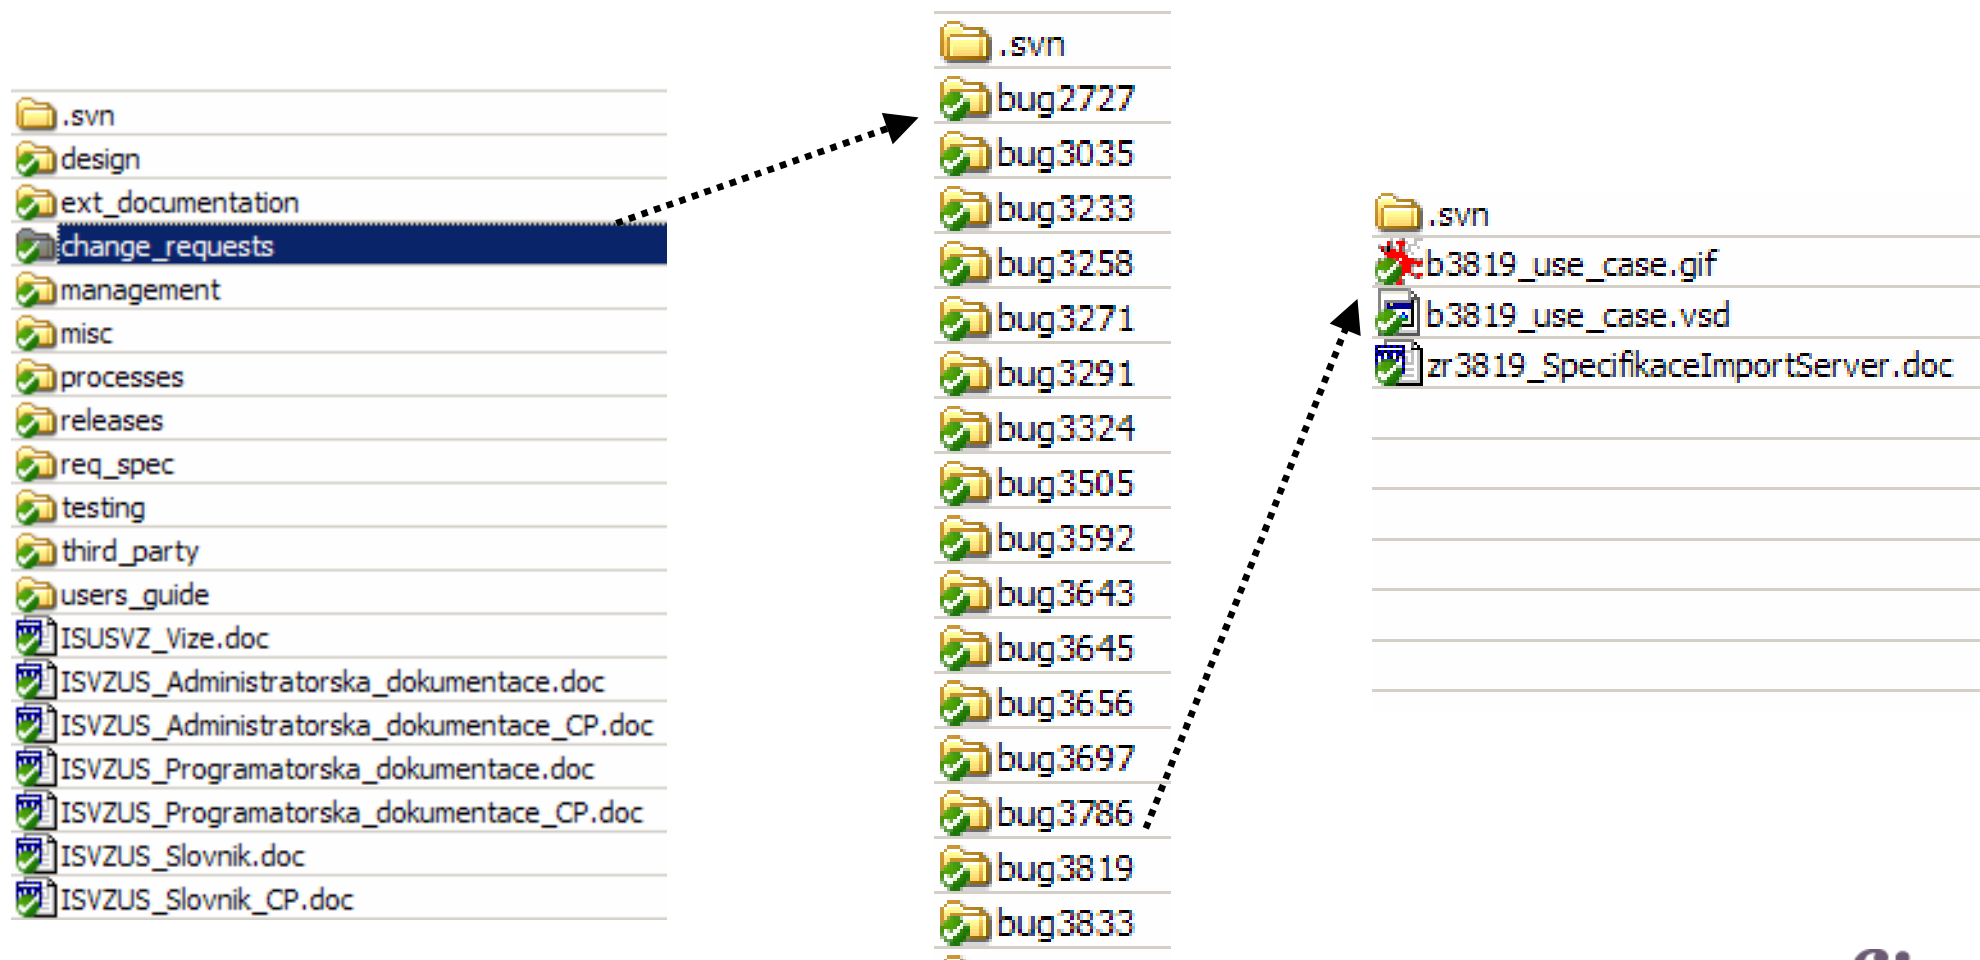 .svn
design
ext_documentation
change_requests
management
misc
processes
releases
req_spec
testing
third_party
users_guide
ISUSVZ_Vize.doc
ISVZUS_Administratorska_dokumentace.doc
ISVZUS_Administratorska_dokumentace_CP.doc
ISVZUS_Programatorska_dokumentace.doc
ISVZUS_Programatorska_dokumentace_CP.doc
ISVZUS_Slovnik.doc
ISVZUS_Slovnik_CP.doc
.svn
bug2727
bug3035
bug3233
bug3258
bug3271
bug3291
bug3324
bug3505
bug3592
bug3643
bug3645
bug3656
bug3697
bug3786
bug3819
bug3833
.svn
b3819_use_case.gif
b3819_use_case.vsd
zr3819_SpecifikaceImportServer.doc